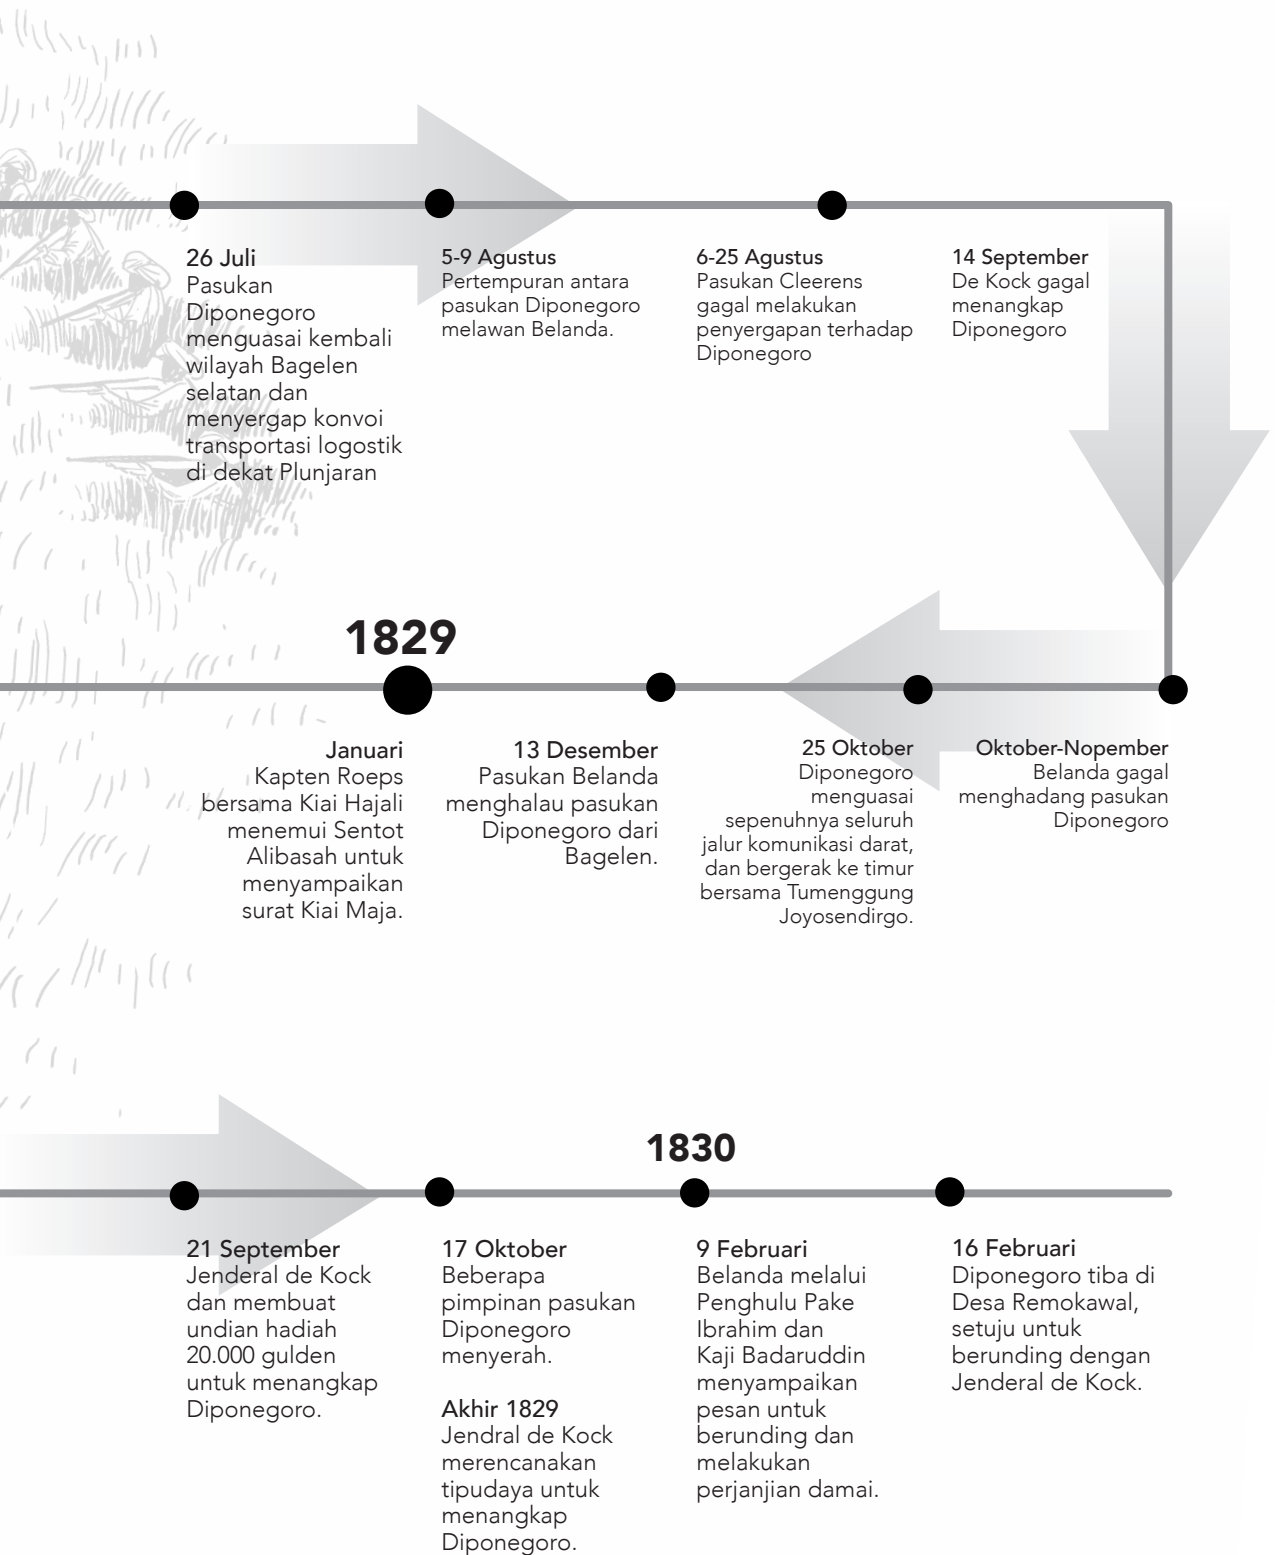 26 Juli
Pasukan
Diponegoro
menguasai kembali
wilayah Bagelen
selatan dan
menyergap konvoi
transportasi logostik
di dekat Plunjaran
5-9 Agustus
Pertempuran antara
pasukan Diponegoro
melawan Belanda.
6-25 Agustus
Pasukan Cleerens
gagal melakukan
penyergapan terhadap
Diponegoro
14 September
De Kock gagal
menangkap
Diponegoro
Oktober-Nopember
Belanda gagal
menghadang pasukan
Diponegoro
25 Oktober
Diponegoro
menguasai
sepenuhnya seluruh
jalur komunikasi darat,
dan bergerak ke timur
bersama Tumenggung
Joyosendirgo.
13 Desember
Pasukan Belanda
menghalau pasukan
Diponegoro dari
Bagelen.
1829
Januari
Kapten Roeps
bersama Kiai Hajali
menemui Sentot
Alibasah untuk
menyampaikan
surat Kiai Maja.
21 September
Jenderal de Kock
dan membuat
undian hadiah
20.000 gulden
untuk menangkap
Diponegoro.
17 Oktober
Beberapa
pimpinan pasukan
Diponegoro
menyerah.
Akhir 1829
Jendral de Kock
merencanakan
tipudaya untuk
menangkap
Diponegoro.
1830
9 Februari
Belanda melalui
Penghulu Pake
Ibrahim dan
Kaji Badaruddin
menyampaikan
pesan untuk
berunding dan
melakukan
perjanjian damai.
16 Februari
Diponegoro tiba di
Desa Remokawal,
setuju untuk
berunding dengan
Jenderal de Kock.